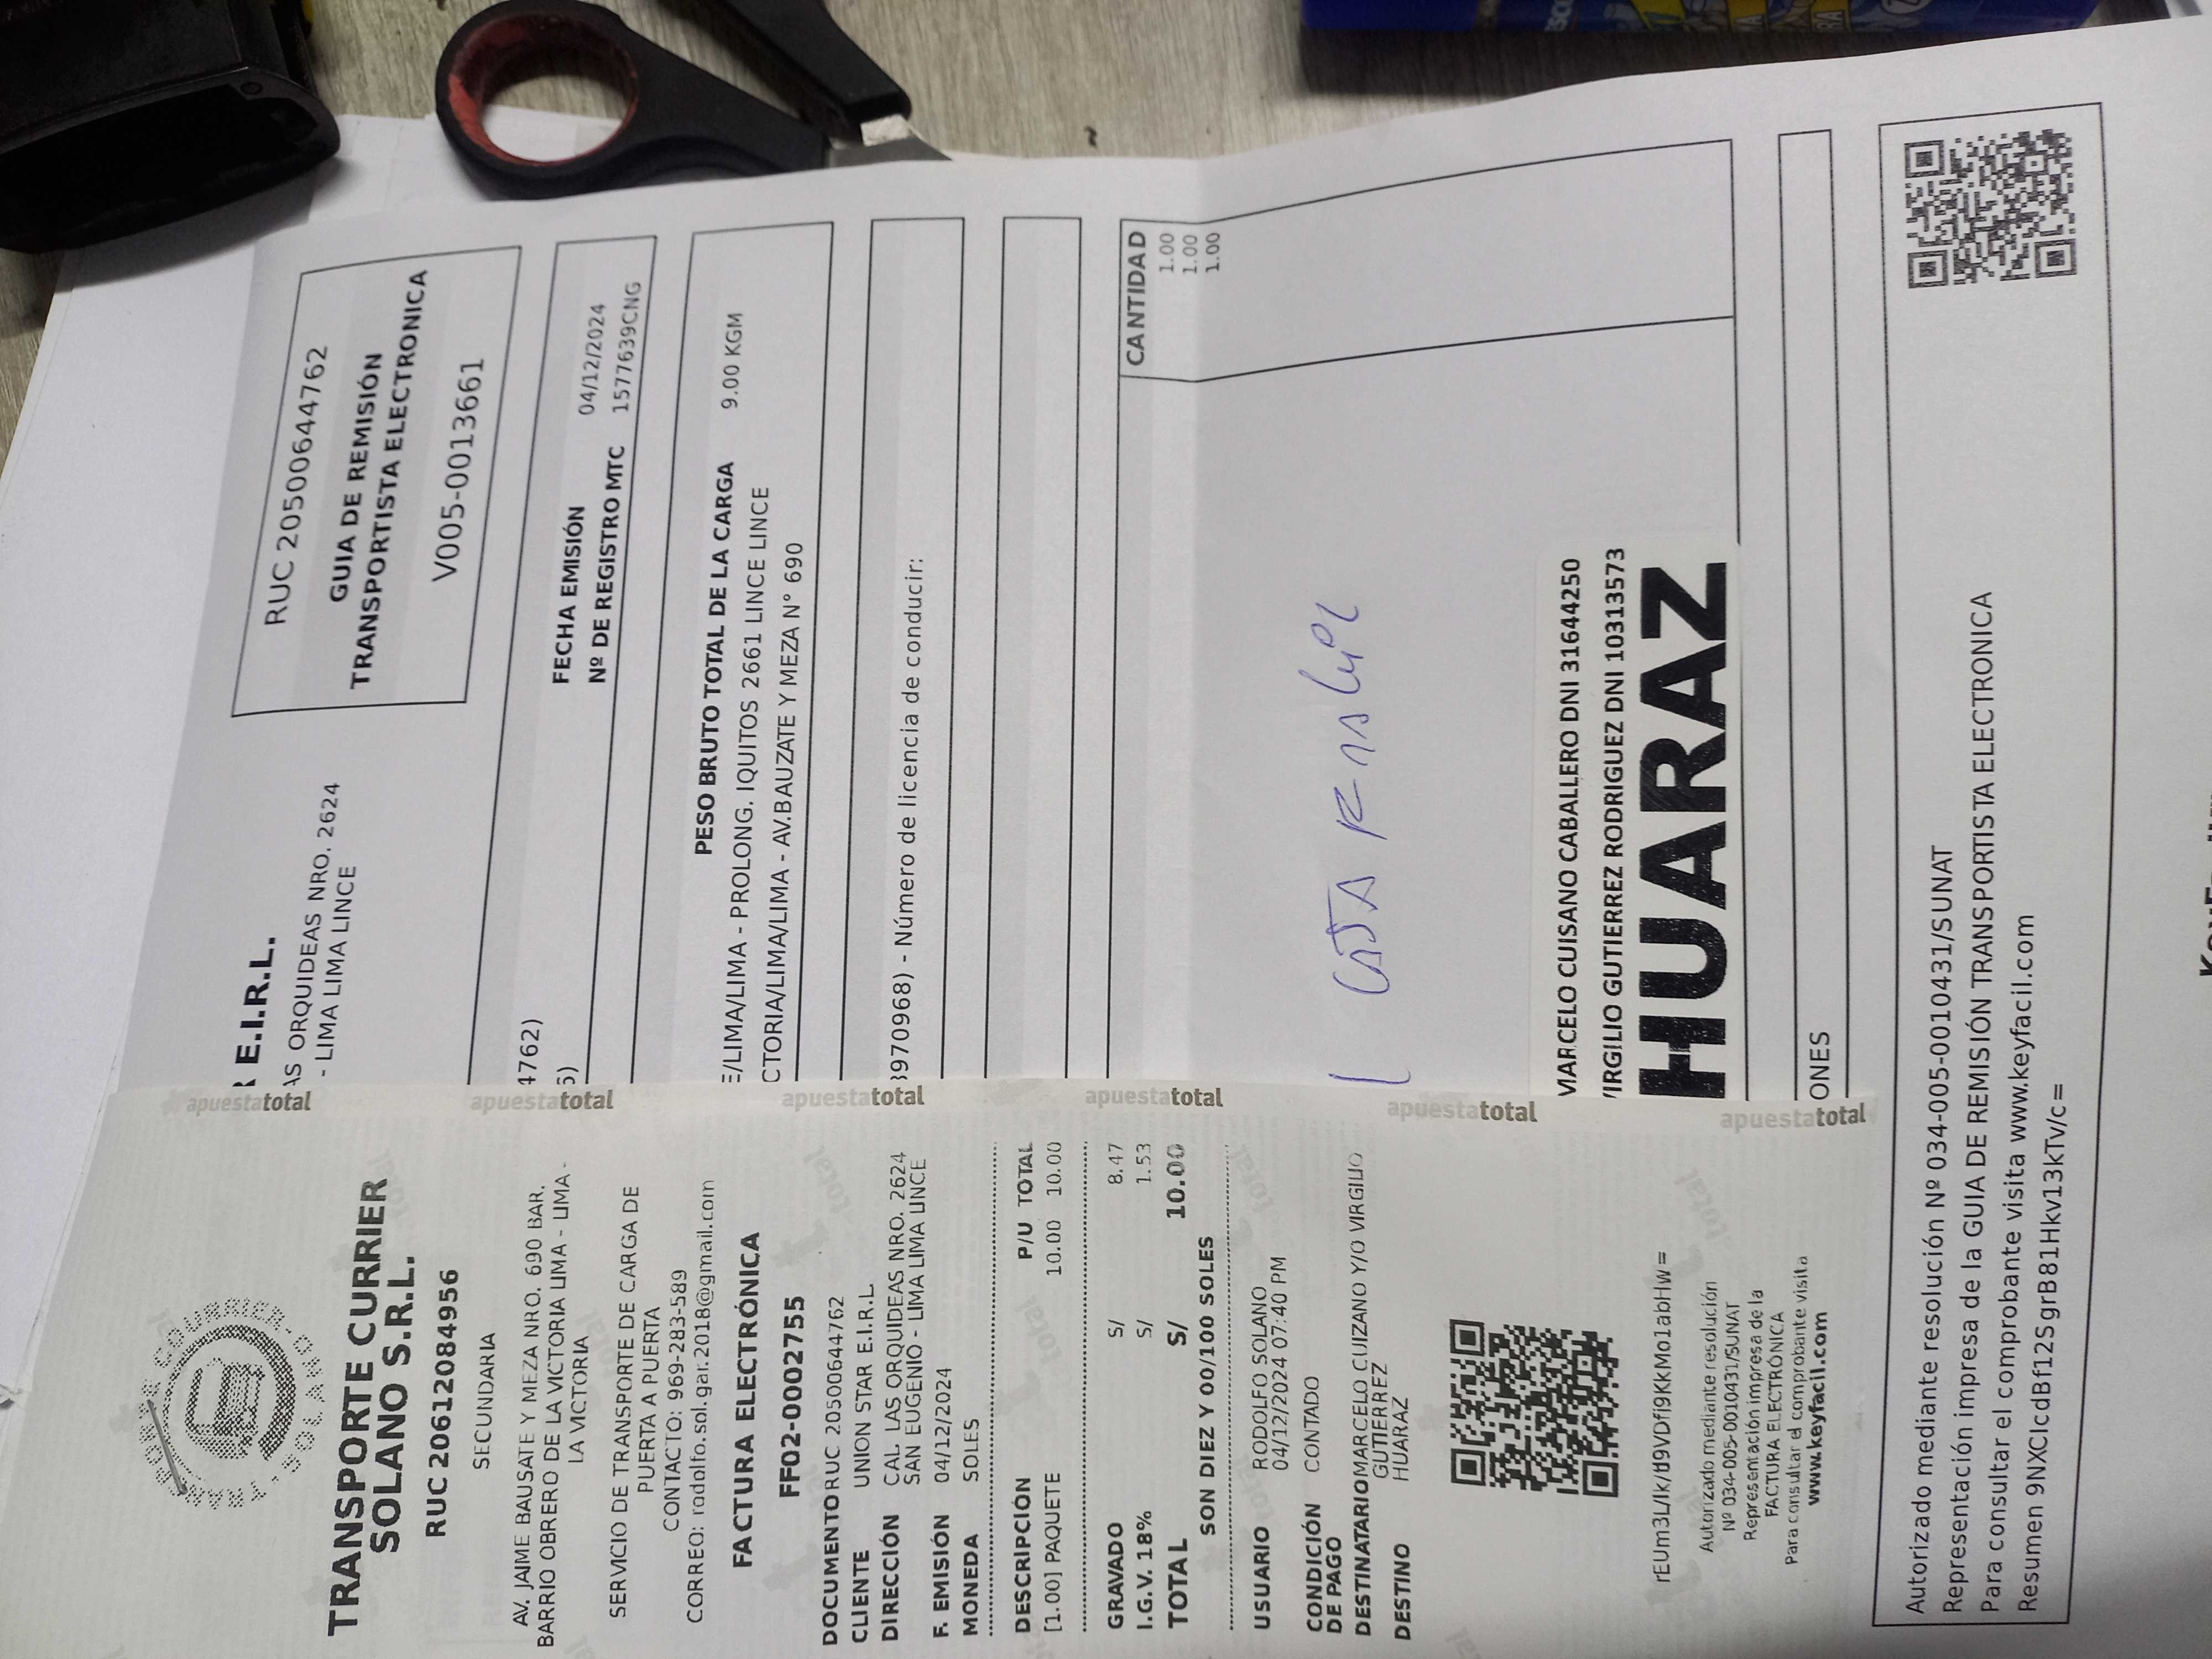 TRANSPORTE CURRIER
SOLANO S.R.L.
RUC 20612084956
SECUNDARIA
AV. JAIME BAUSATE Y MEZA NRO. 690 BAR.
BARRIO OBRERO DE LA VICTORIA LIMA - LIMA -
LA VICTORIA
SERVICIO DE TRANSPORTE DE CARGA DE
PUERTA A PUERTA
CONTACTO: 969-283-589
CORREO: rodolfo.sol.gar.2018@gmail.com
FACTURA ELECTRÓNICA
FF02-0002755
DOCUMENTO RUC 20500644762
CLIENTE UNION STAR E.I.R.L.
DIRECCIÓN CAL. LAS ORQUIDEAS NRO. 2624
SAN EUGENIO - LIMA LIMA LINCE
F. EMISIÓN 04/12/2024
MONEDA SOLES
DESCRIPCIÓN P/U TOTAL
[1.00] PAQUETE 10.00 10.00
GRAVADO S/ 8.47
I.G.V. 18% S/ 1.53
TOTAL S/ 10.00
SON DIEZ Y 00/100 SOLES
USUARIO RODOLFO SOLANO
04/12/2024 07:40 PM
CONDICIÓN DE PAGO CONTADO
DESTINATARIO MARCELO CUIZANO Y/O VIRGILIO
GUTIERREZ
DESTINO HUARAZ
Autorizado mediante resolución
Nº 034-005-0010431/SUNAT
Representación impresa de la
FACTURA ELECTRÓNICA
Para consultar el comprobante visita
www.keyfacil.com
apuestatotal
apuestatotal
apuestatotal
apuestatotal
apuestatotal
apuestatotal
E.I.R.L.
AS ORQUIDEAS NRO. 2624
- LIMA LIMA LINCE
RUC 20500644762
GUIA DE REMISIÓN
TRANSPORTISTA ELECTRONICA
V005-0013661
4762)
FECHA EMISIÓN 04/12/2024
Nº DE REGISTRO MTC 1577639CNG
PESO BRUTO TOTAL DE LA CARGA 9.00 KGM
E/LIMA/LIMA - PROLONG. IQUITOS 2661 LINCE LINCE
CTORIA/LIMA/LIMA - AV.BAUZATE Y MEZA N° 690
8970968) - Número de licencia de conducir:
CANTIDAD
1.00
1.00
1.00
MARCELO CUISANO CABALLERO DNI 31644250
VIRGILIO GUTIERREZ RODRIGUEZ DNI 10313573
HUARAZ
ONES
Autorizado mediante resolución Nº 034-005-0010431/SUNAT
Representación impresa de la GUIA DE REMISIÓN TRANSPORTISTA ELECTRONICA
Para consultar el comprobante visita www.keyfacil.com